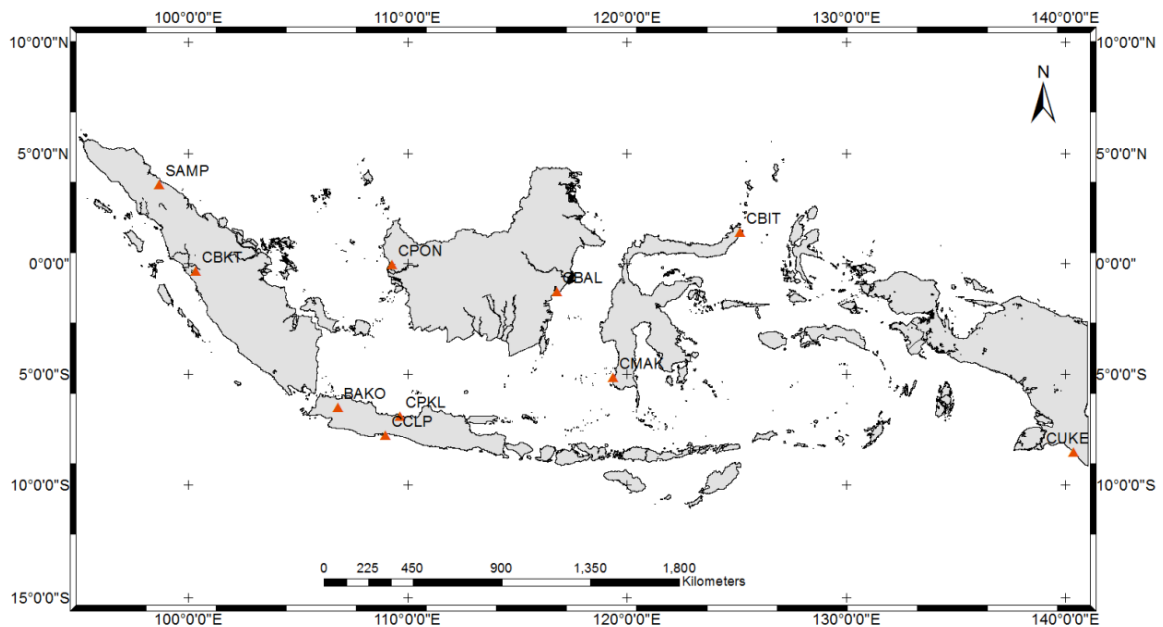 100°0'0"E 110°0'0"E 120°0'0"E 130°0'0"E 140°0'0"E
10°0'0"N 10°0'0"N
N
5°0'0"N 5°0'0"N
SAMP
CBIT
CPON
CBKT
0°0'0" 0°0'0"
CBAL
CMAK
5°0'0"S 5°0'0"S
BAKO
CPKL
CCLP
CUKE
10°0'0"S 10°0'0"S
0 225 450 900 1,350 1,800
Kilometers
15°0'0"S 15°0'0"S
100°0'0"E 110°0'0"E 120°0'0"E 130°0'0"E 140°0'0"E